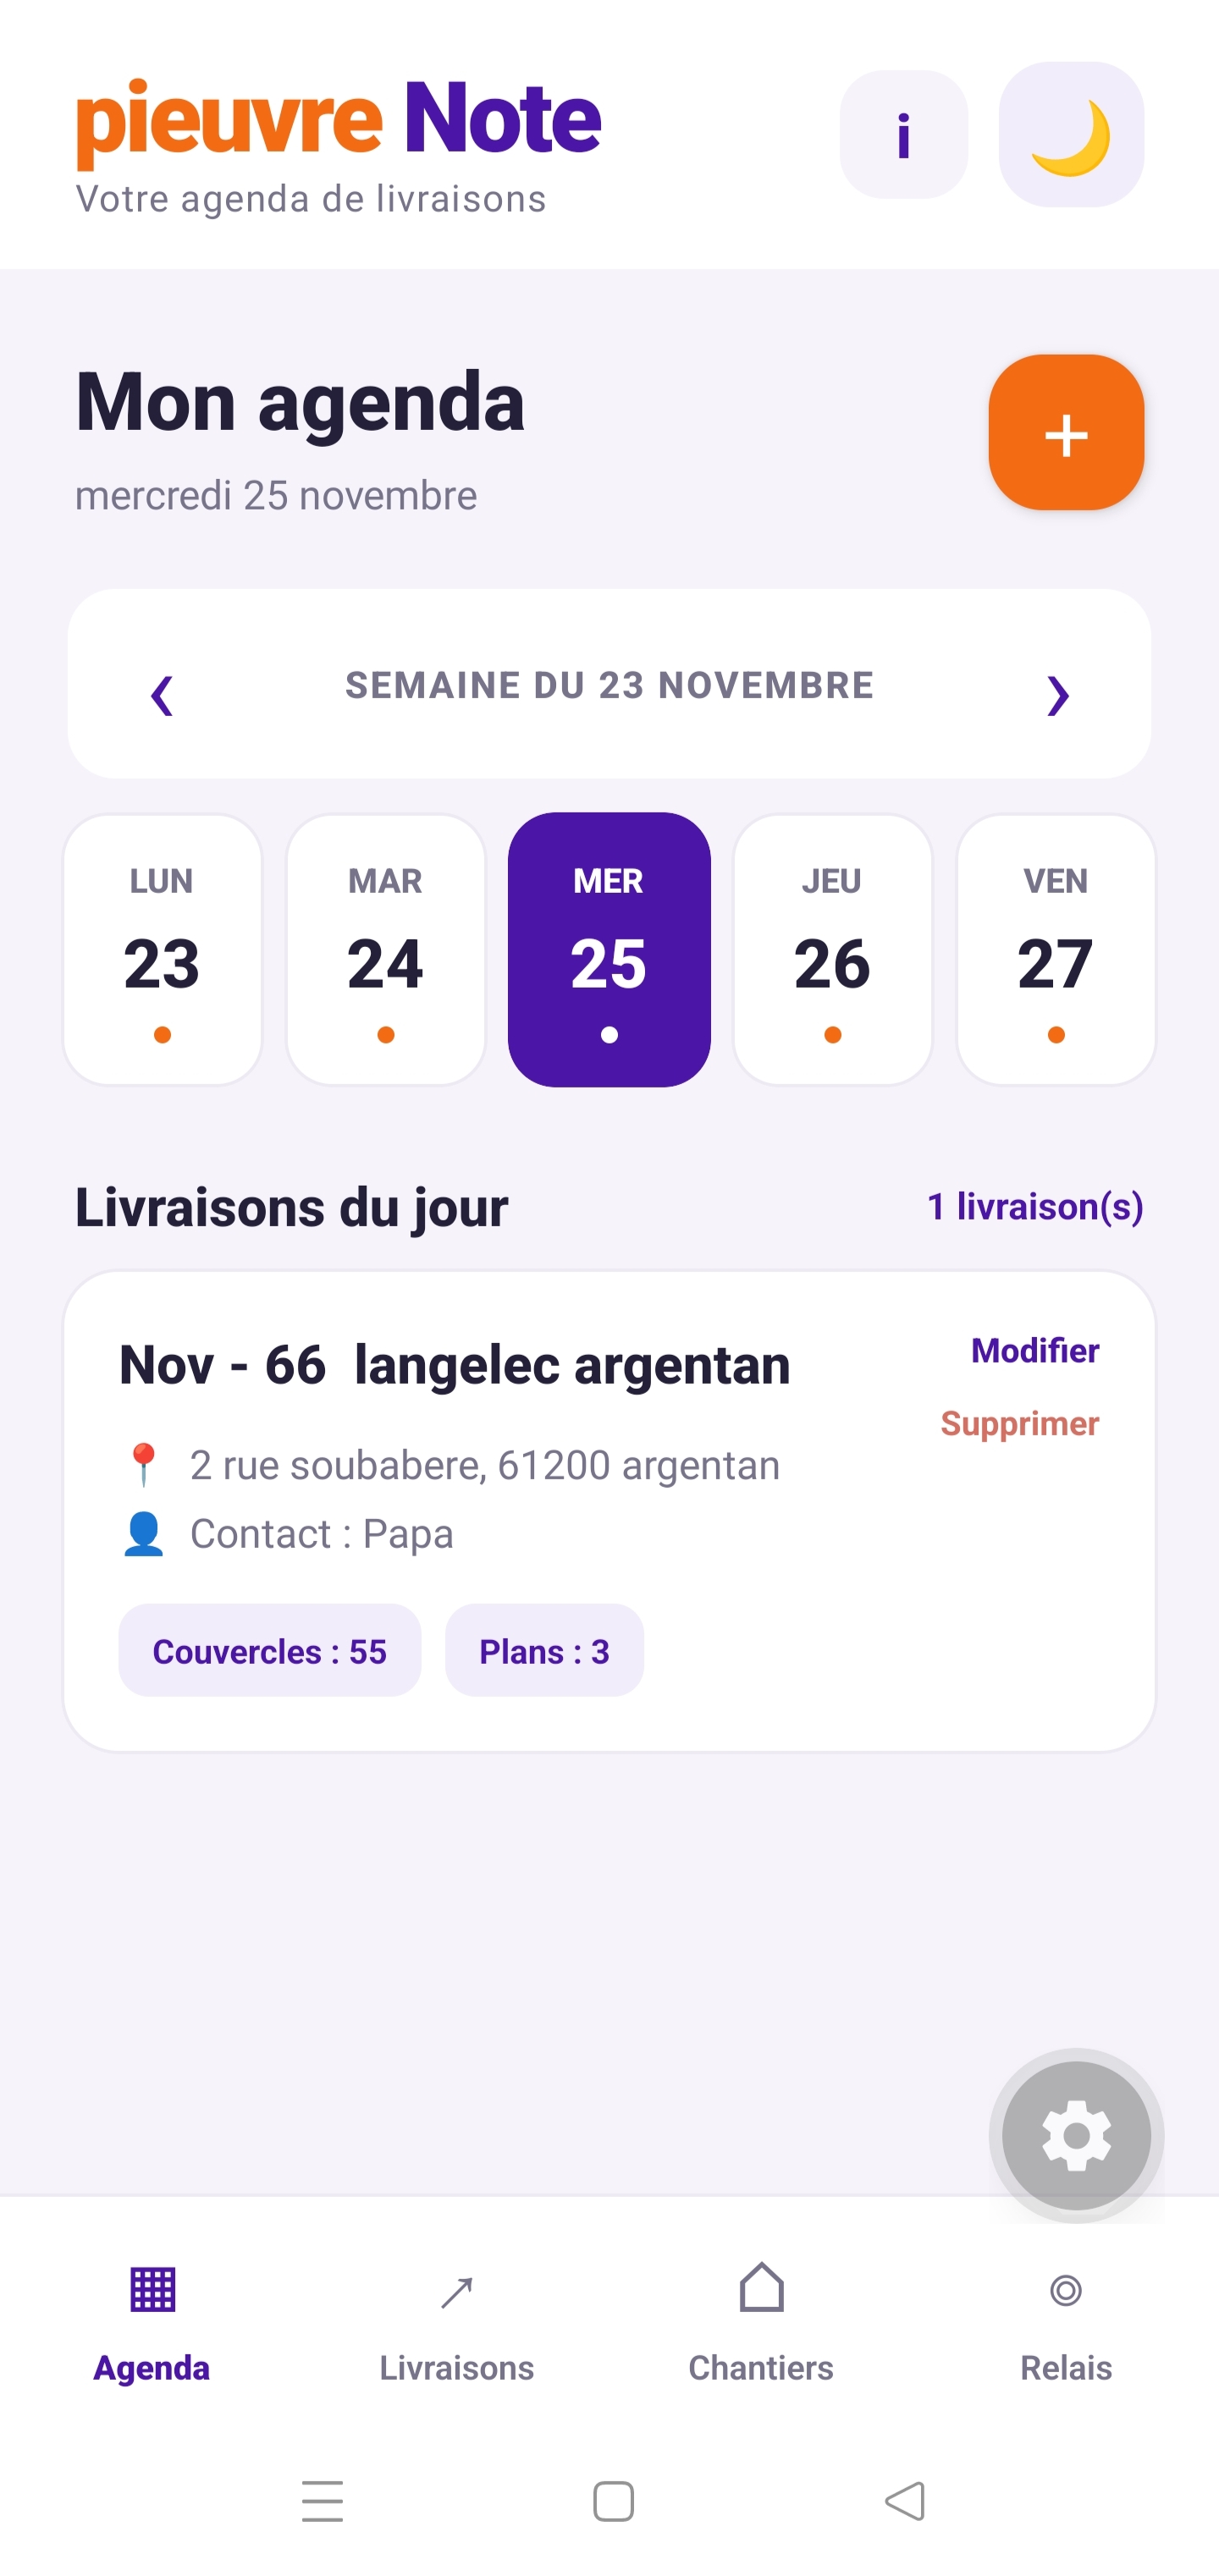 pieuvre Note
Votre agenda de livraisons
i
Mon agenda
mercredi 25 novembre
+
‹ SEMAINE DU 23 NOVEMBRE ›
LUN MAR MER JEU VEN
23 24 25 26 27
Livraisons du jour
1 livraison(s)
Nov - 66  langelec argentan
Modifier
Supprimer
2 rue soubabere, 61200 argentan
Contact : Papa
Couvercles : 55
Plans : 3
Agenda Livraisons Chantiers Relais